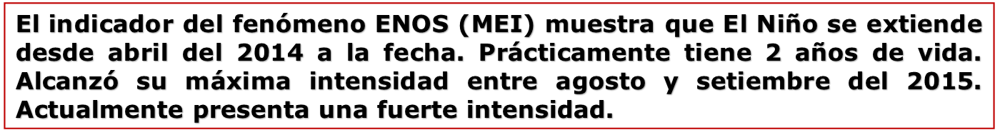 El indicador del fenómeno ENOS (MEI) muestra que El Niño se extiende
desde abril del 2014 a la fecha. Prácticamente tiene 2 años de vida.
Alcanzó su máxima intensidad entre agosto y setiembre del 2015.
Actualmente presenta una fuerte intensidad.